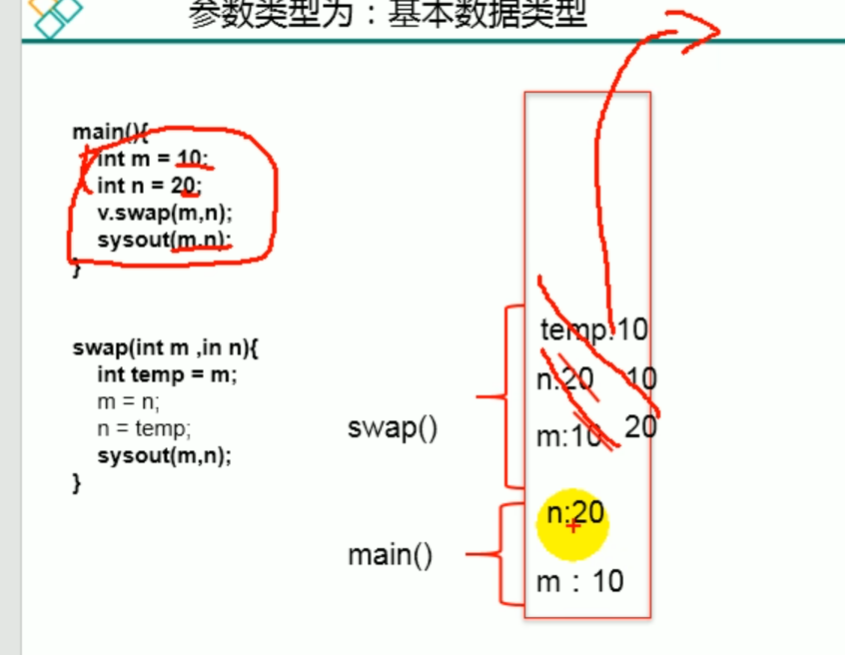 参数类型为：基本数据类型
main(){
int m = 10;
int n = 20;
v.swap(m,n);
sysout(m,n);
}
swap(int m ,in n){
int temp = m;
m = n;
n = temp;
sysout(m,n);
}
swap()
main()
temp:10
n:20 10
m:10 20
n:20
m：10